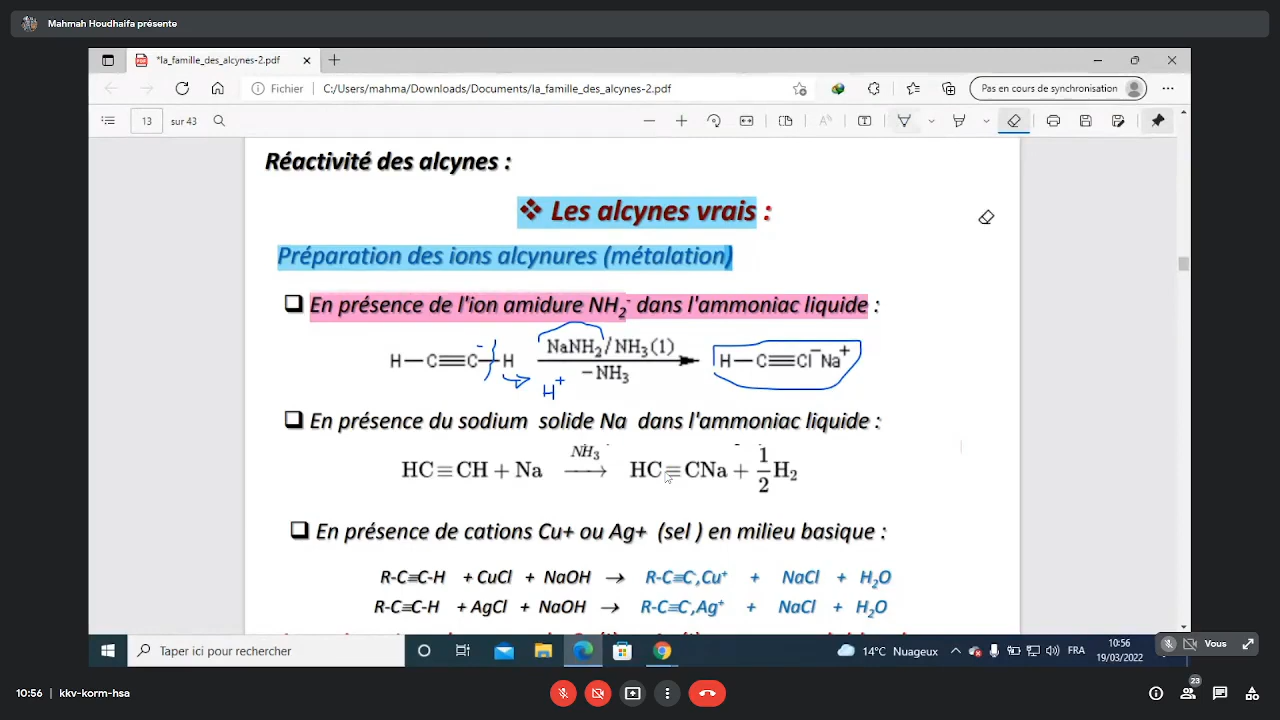 Mahmah Houdhaifa présente
*la_famille_des_alcynes-2.pdf
Fichier C:/Users/mahma/Downloads/Documents/la_famille_des_alcynes-2.pdf
Pas en cours de synchronisation
13 sur 43
Réactivité des alcynes :
❖ Les alcynes vrais :
Préparation des ions alcynures (métalation)
❑ En présence de l'ion amidure NH₂⁻ dans l'ammoniac liquide :
H—C≡C—H NaNH₂/NH₃(1) H—C≡Cl⁻Na⁺
−NH₃
H⁺
❑ En présence du sodium solide Na dans l'ammoniac liquide :
HC≡CH + Na NH₃ → HC≡CNa + 1/2 H₂
❑ En présence de cations Cu+ ou Ag+ (sel ) en milieu basique :
R-C≡C-H + CuCl + NaOH → R-C≡C⁻,Cu⁺ + NaCl + H₂O
R-C≡C-H + AgCl + NaOH → R-C≡C⁻,Ag⁺ + NaCl + H₂O
Taper ici pour rechercher
14°C Nuageux
FRA
10:56
19/03/2022
Vous
10:56 kkv-korm-hsa
23